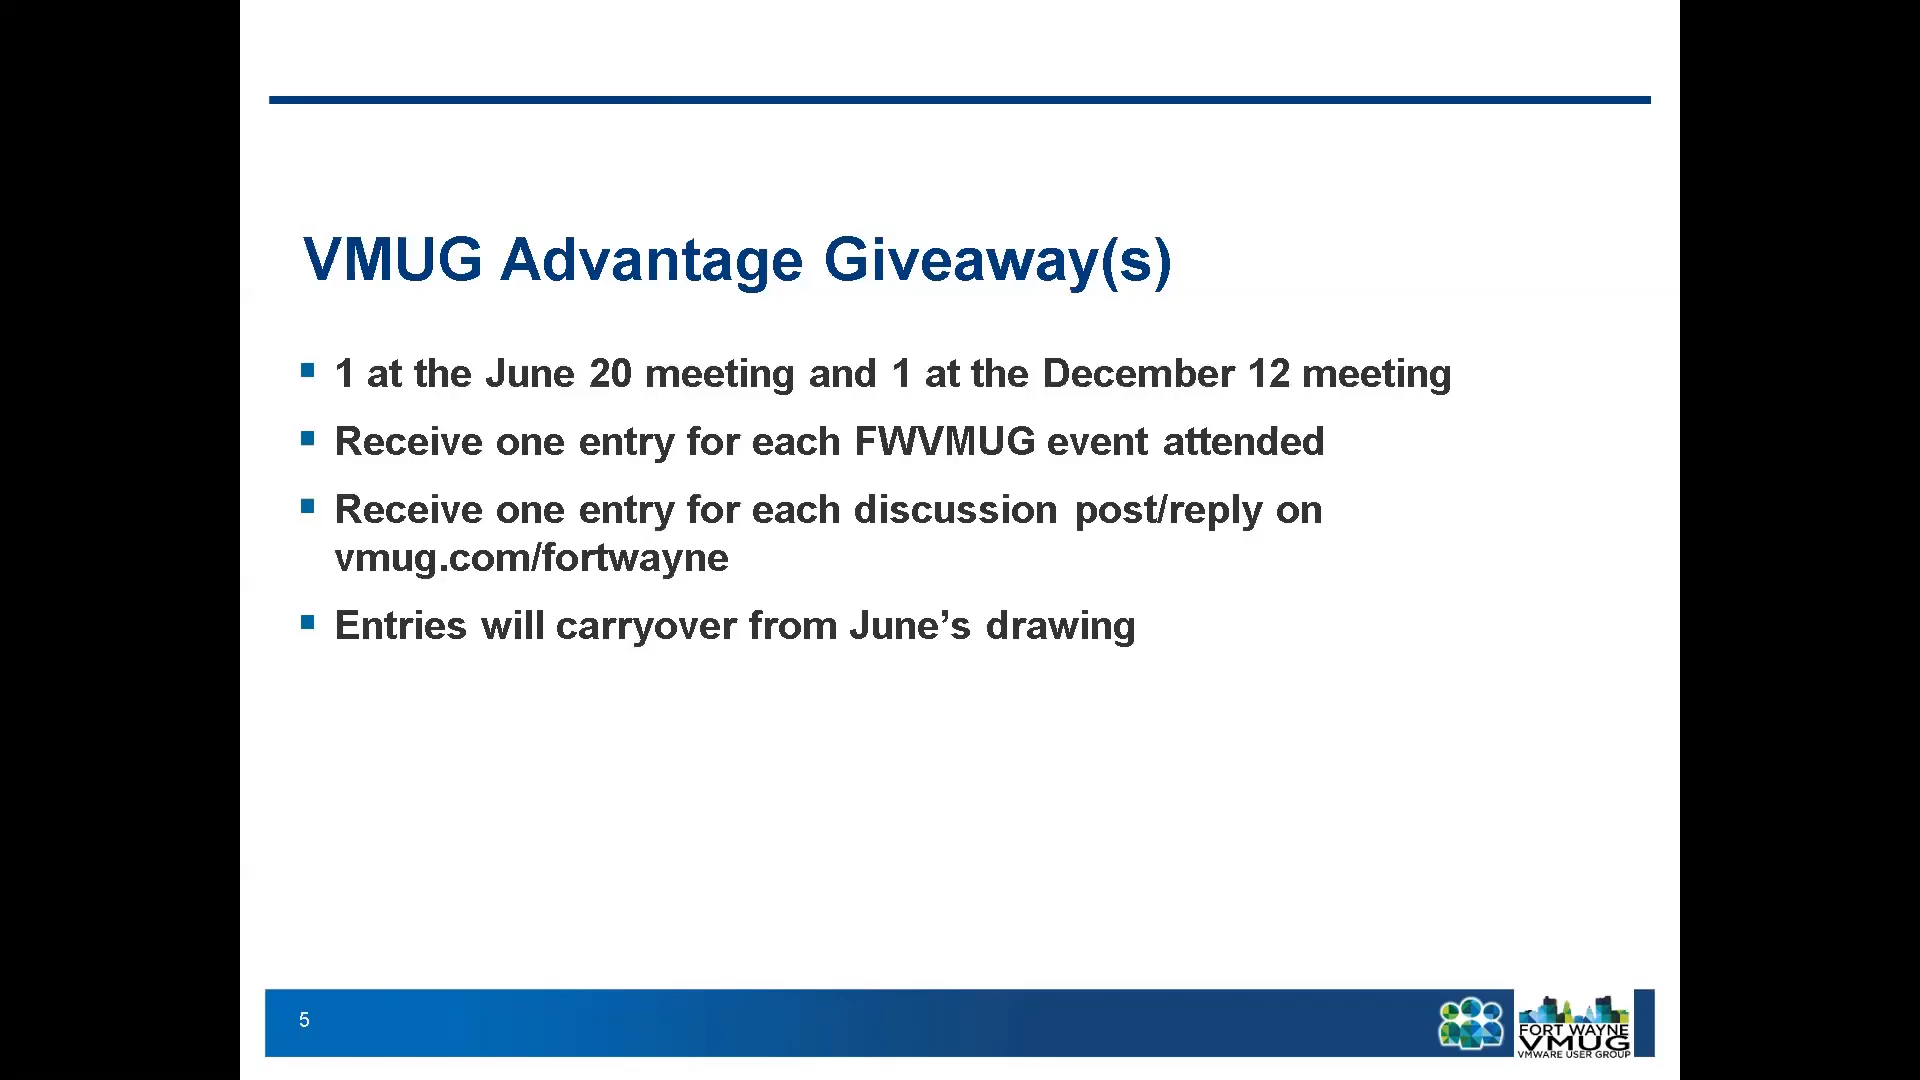 VMUG Advantage Giveaway(s)
▪ 1 at the June 20 meeting and 1 at the December 12 meeting
▪ Receive one entry for each FWVMUG event attended
▪ Receive one entry for each discussion post/reply on
vmug.com/fortwayne
▪ Entries will carryover from June’s drawing
5
FORT WAYNE
VMUG
VMWARE USER GROUP